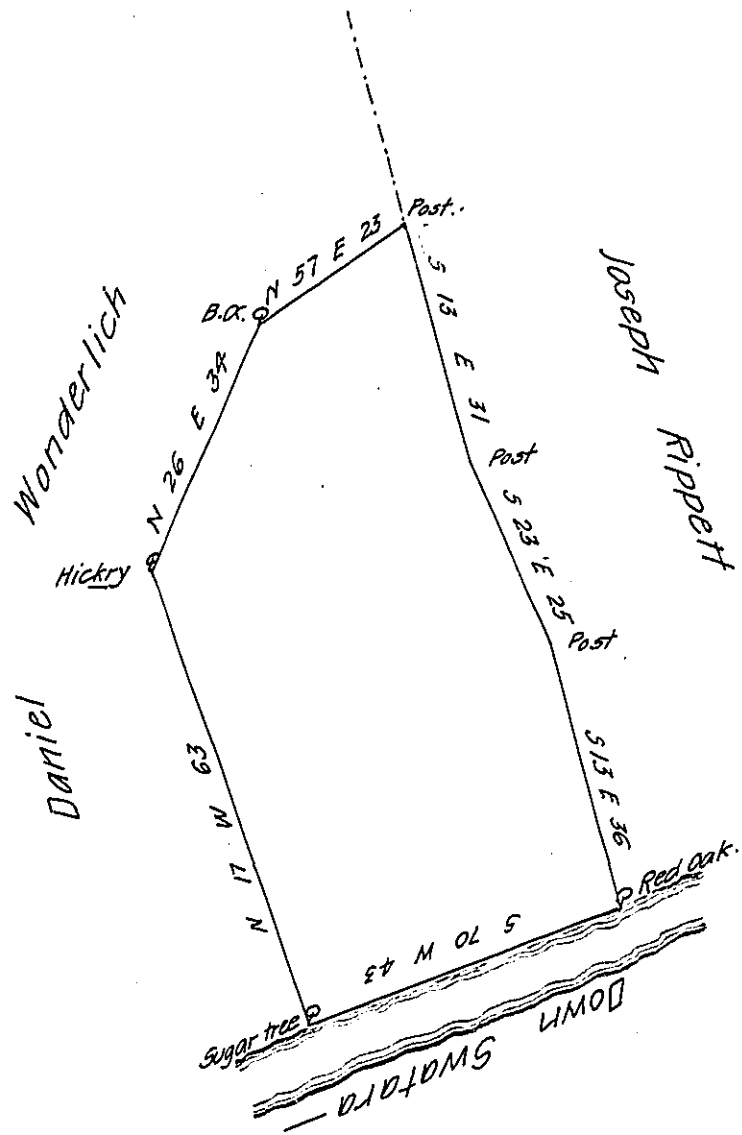 Post..
N 57 E 23
B.O.
S 13 E 31
Joseph Rippett
Wonderlich
N 26 E 34
Post
S 23 E 25
Hickry
Post
Daniel
N 17 W 63
S 13 E 36
Red Oak.
S 70 W 43
Sugar tree
Down
Swatara —